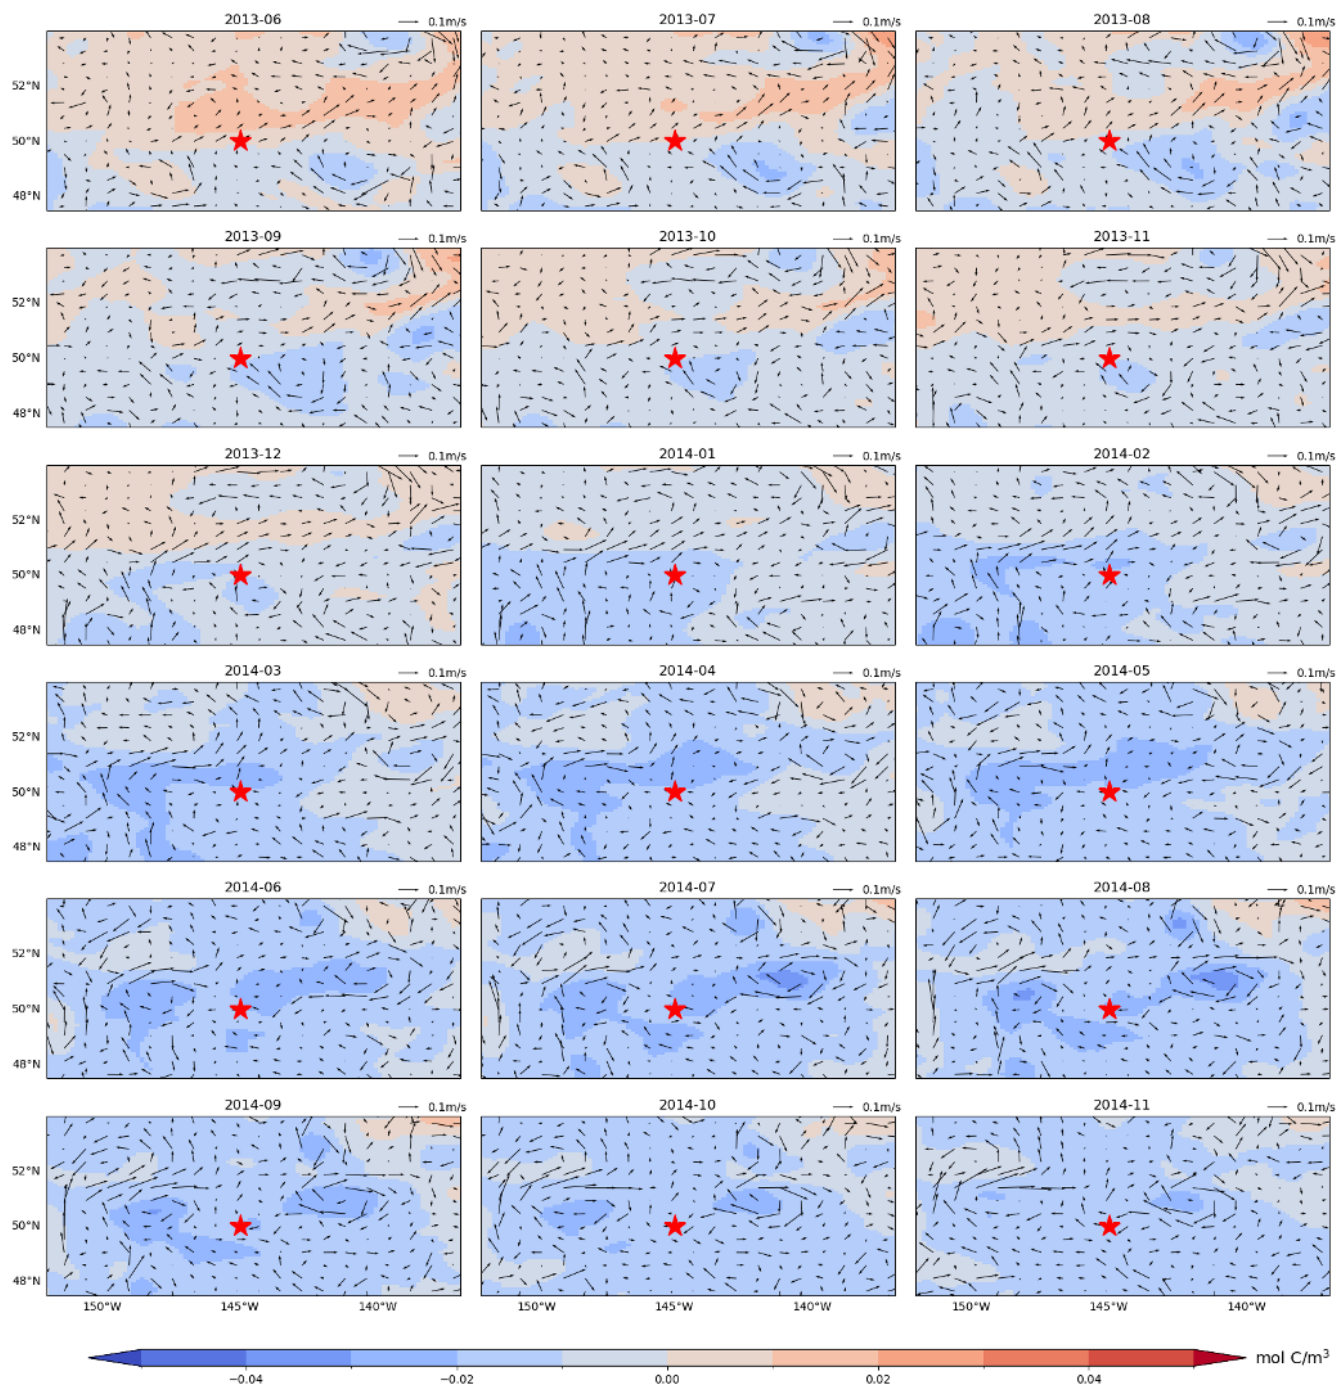 2013-06 0.1m/s 2013-07 0.1m/s 2013-08 0.1m/s
52°N
50°N
48°N
2013-09 0.1m/s 2013-10 0.1m/s 2013-11 0.1m/s
52°N
50°N
48°N
2013-12 0.1m/s 2014-01 0.1m/s 2014-02 0.1m/s
52°N
50°N
48°N
2014-03 0.1m/s 2014-04 0.1m/s 2014-05 0.1m/s
52°N
50°N
48°N
2014-06 0.1m/s 2014-07 0.1m/s 2014-08 0.1m/s
52°N
50°N
48°N
2014-09 0.1m/s 2014-10 0.1m/s 2014-11 0.1m/s
52°N
50°N
48°N
150°W 145°W 140°W 150°W 145°W 140°W 150°W 145°W 140°W
mol C/m³
−0.04 −0.02 0.00 0.02 0.04